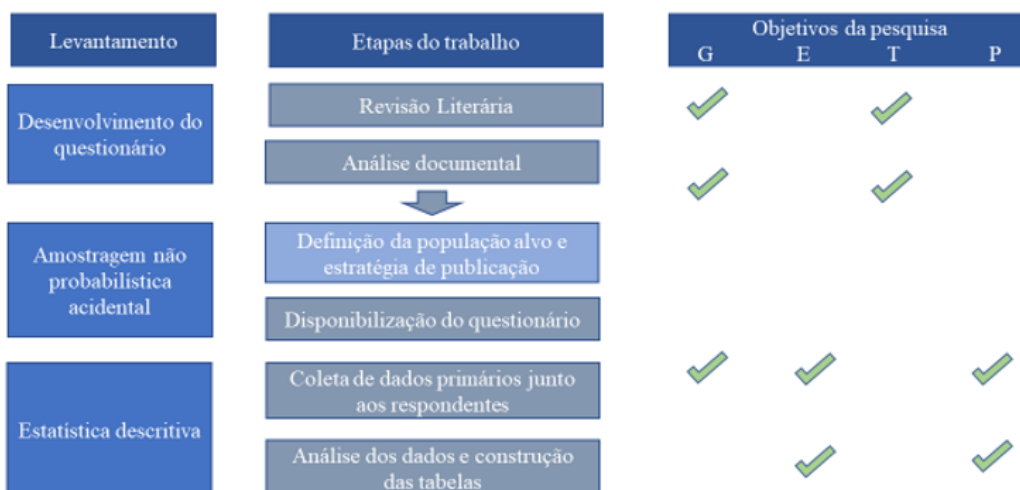 Levantamento
Etapas do trabalho
Objetivos da pesquisa
G E T P
Desenvolvimento do
questionário
Revisão Literária
Análise documental
Amostragem não
probabilística
acidental
Definição da população alvo e
estratégia de publicação
Disponibilização do questionário
Estatística descritiva
Coleta de dados primários junto
aos respondentes
Análise dos dados e construção
das tabelas